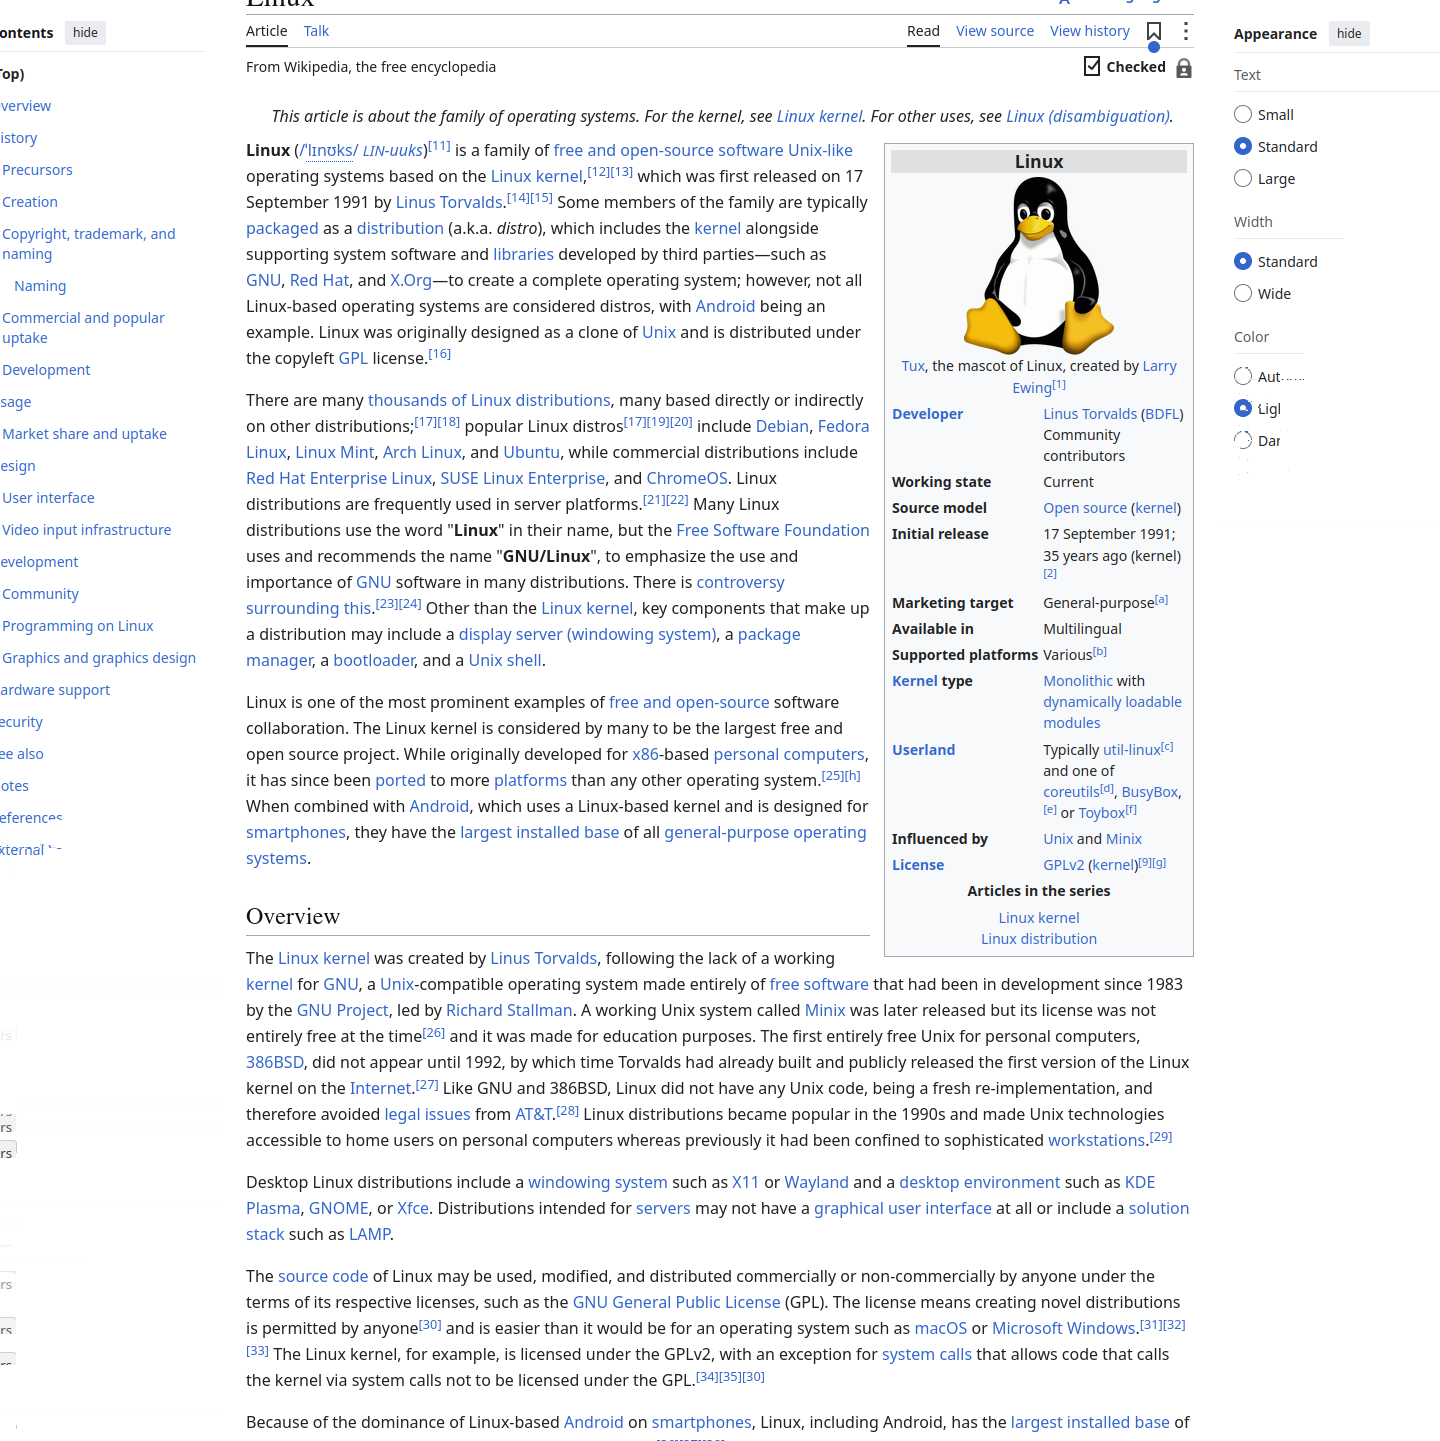 Linux
Article Talk Read View source View history
From Wikipedia, the free encyclopedia Checked
This article is about the family of operating systems. For the kernel, see Linux kernel. For other uses, see Linux (disambiguation).
ontents hide
Top)
verview
istory
Precursors
Creation
Copyright, trademark, and
naming
Naming
Commercial and popular
uptake
Development
sage
Market share and uptake
esign
User interface
Video input infrastructure
evelopment
Community
Programming on Linux
Graphics and graphics design
ardware support
ecurity
ee also
otes
eferences
xternal
Linux (/ˈlɪnʊks/ LIN-uuks)[11] is a family of free and open-source software Unix-like
operating systems based on the Linux kernel,[12][13] which was first released on 17
September 1991 by Linus Torvalds.[14][15] Some members of the family are typically
packaged as a distribution (a.k.a. distro), which includes the kernel alongside
supporting system software and libraries developed by third parties—such as
GNU, Red Hat, and X.Org—to create a complete operating system; however, not all
Linux-based operating systems are considered distros, with Android being an
example. Linux was originally designed as a clone of Unix and is distributed under
the copyleft GPL license.[16]
There are many thousands of Linux distributions, many based directly or indirectly
on other distributions;[17][18] popular Linux distros[17][19][20] include Debian, Fedora
Linux, Linux Mint, Arch Linux, and Ubuntu, while commercial distributions include
Red Hat Enterprise Linux, SUSE Linux Enterprise, and ChromeOS. Linux
distributions are frequently used in server platforms.[21][22] Many Linux
distributions use the word "Linux" in their name, but the Free Software Foundation
uses and recommends the name "GNU/Linux", to emphasize the use and
importance of GNU software in many distributions. There is controversy
surrounding this.[23][24] Other than the Linux kernel, key components that make up
a distribution may include a display server (windowing system), a package
manager, a bootloader, and a Unix shell.
Linux is one of the most prominent examples of free and open-source software
collaboration. The Linux kernel is considered by many to be the largest free and
open source project. While originally developed for x86-based personal computers,
it has since been ported to more platforms than any other operating system.[25][h]
When combined with Android, which uses a Linux-based kernel and is designed for
smartphones, they have the largest installed base of all general-purpose operating
systems.
Linux
Tux, the mascot of Linux, created by Larry
Ewing[1]
Developer Linus Torvalds (BDFL)
Community
contributors
Working state Current
Source model Open source (kernel)
Initial release 17 September 1991;
35 years ago (kernel)
[2]
Marketing target General-purpose[a]
Available in Multilingual
Supported platforms Various[b]
Kernel type Monolithic with
dynamically loadable
modules
Userland Typically util-linux[c]
and one of
coreutils[d], BusyBox,
[e] or Toybox[f]
Influenced by Unix and Minix
License GPLv2 (kernel)[9][g]
Articles in the series
Linux kernel
Linux distribution
Overview
The Linux kernel was created by Linus Torvalds, following the lack of a working
kernel for GNU, a Unix-compatible operating system made entirely of free software that had been in development since 1983
by the GNU Project, led by Richard Stallman. A working Unix system called Minix was later released but its license was not
entirely free at the time[26] and it was made for education purposes. The first entirely free Unix for personal computers,
386BSD, did not appear until 1992, by which time Torvalds had already built and publicly released the first version of the Linux
kernel on the Internet.[27] Like GNU and 386BSD, Linux did not have any Unix code, being a fresh re-implementation, and
therefore avoided legal issues from AT&T.[28] Linux distributions became popular in the 1990s and made Unix technologies
accessible to home users on personal computers whereas previously it had been confined to sophisticated workstations.[29]
Desktop Linux distributions include a windowing system such as X11 or Wayland and a desktop environment such as KDE
Plasma, GNOME, or Xfce. Distributions intended for servers may not have a graphical user interface at all or include a solution
stack such as LAMP.
The source code of Linux may be used, modified, and distributed commercially or non-commercially by anyone under the
terms of its respective licenses, such as the GNU General Public License (GPL). The license means creating novel distributions
is permitted by anyone[30] and is easier than it would be for an operating system such as macOS or Microsoft Windows.[31][32]
[33] The Linux kernel, for example, is licensed under the GPLv2, with an exception for system calls that allows code that calls
the kernel via system calls not to be licensed under the GPL.[34][35][30]
Because of the dominance of Linux-based Android on smartphones, Linux, including Android, has the largest installed base of
Appearance hide
Text
Small
Standard
Large
Width
Standard
Wide
Color
Aut
Ligl
Dar
rs
rs
rs
rs
rs